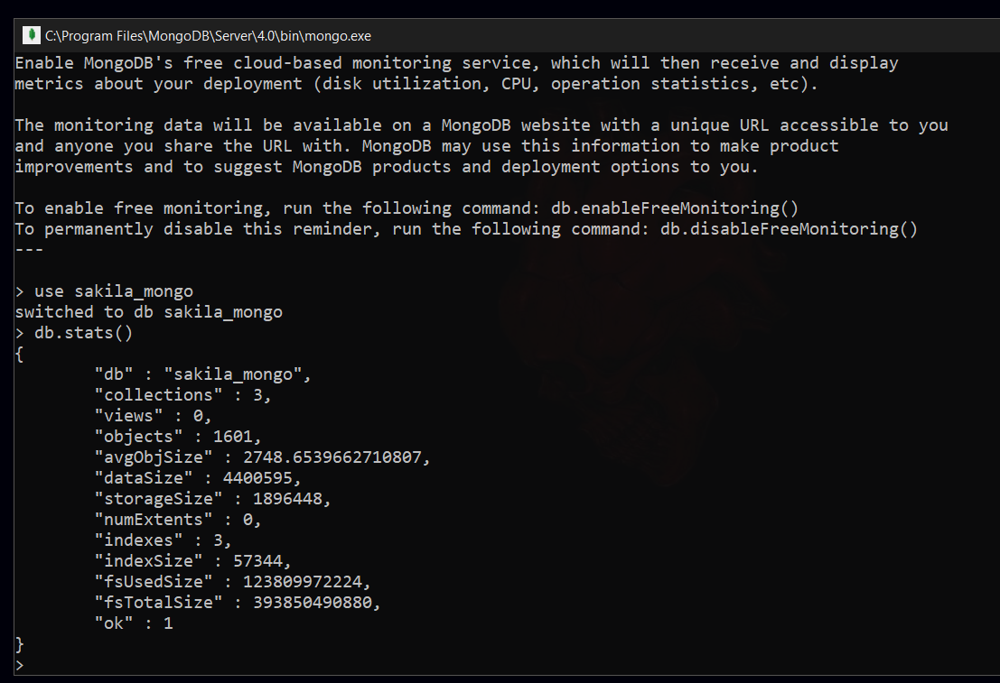 C:\Program Files\MongoDB\Server\4.0\bin\mongo.exe
Enable MongoDB's free cloud-based monitoring service, which will then receive and display
metrics about your deployment (disk utilization, CPU, operation statistics, etc).
The monitoring data will be available on a MongoDB website with a unique URL accessible to you
and anyone you share the URL with. MongoDB may use this information to make product
improvements and to suggest MongoDB products and deployment options to you.
To enable free monitoring, run the following command: db.enableFreeMonitoring()
To permanently disable this reminder, run the following command: db.disableFreeMonitoring()
---
> use sakila_mongo
switched to db sakila_mongo
> db.stats()
{
"db" : "sakila_mongo",
"collections" : 3,
"views" : 0,
"objects" : 1601,
"avgObjSize" : 2748.6539662710807,
"dataSize" : 4400595,
"storageSize" : 1896448,
"numExtents" : 0,
"indexes" : 3,
"indexSize" : 57344,
"fsUsedSize" : 123809972224,
"fsTotalSize" : 393850490880,
"ok" : 1
}
>